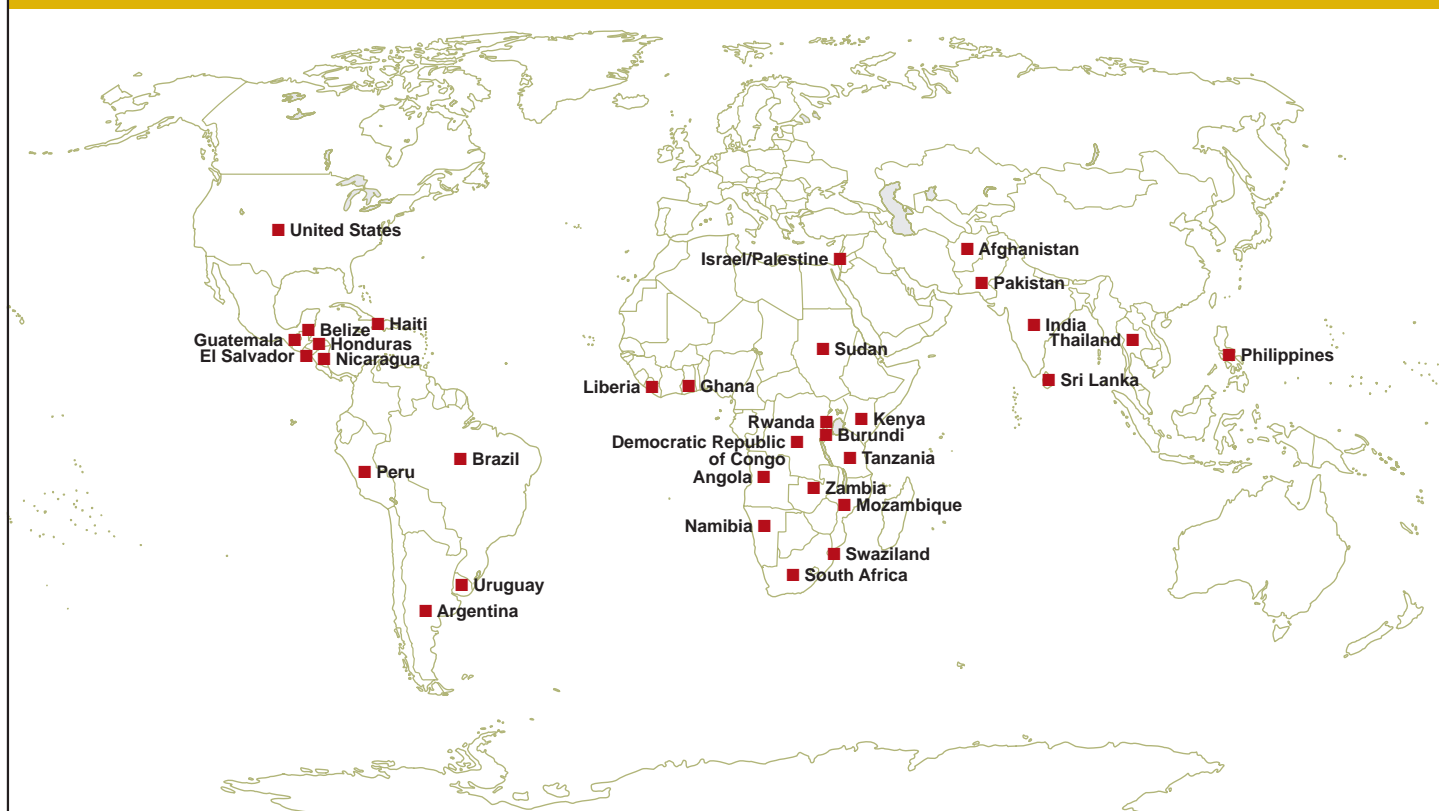 United States
Israel/Palestine
Afghanistan
Pakistan
Haiti
India
Belize
Guatemala
Honduras
Thailand
El Salvador
Nicaragua
Sudan
Philippines
Sri Lanka
Liberia
Ghana
Kenya
Rwanda
Burundi
Democratic Republic
of Congo
Tanzania
Brazil
Peru
Angola
Zambia
Mozambique
Namibia
Swaziland
South Africa
Uruguay
Argentina